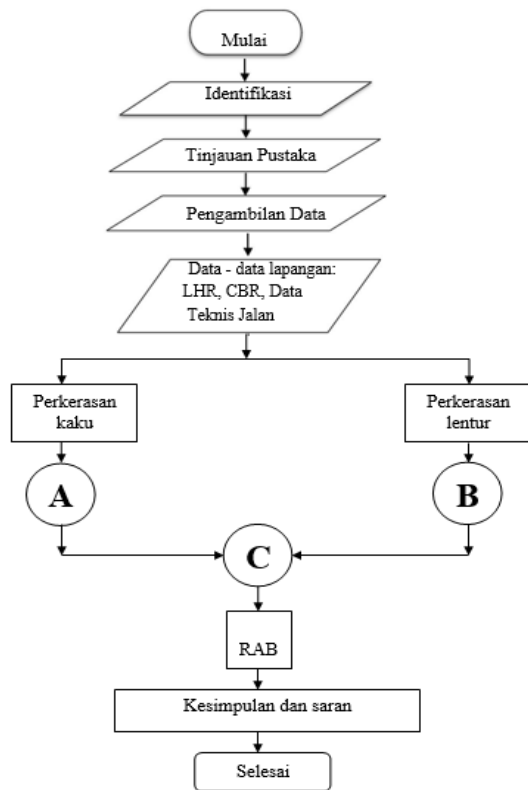 Mulai
Identifikasi
Tinjauan Pustaka
Pengambilan Data
Data - data lapangan:
LHR, CBR, Data
Teknis Jalan
Perkerasan
kaku
Perkerasan
lentur
A
B
C
RAB
Kesimpulan dan saran
Selesai